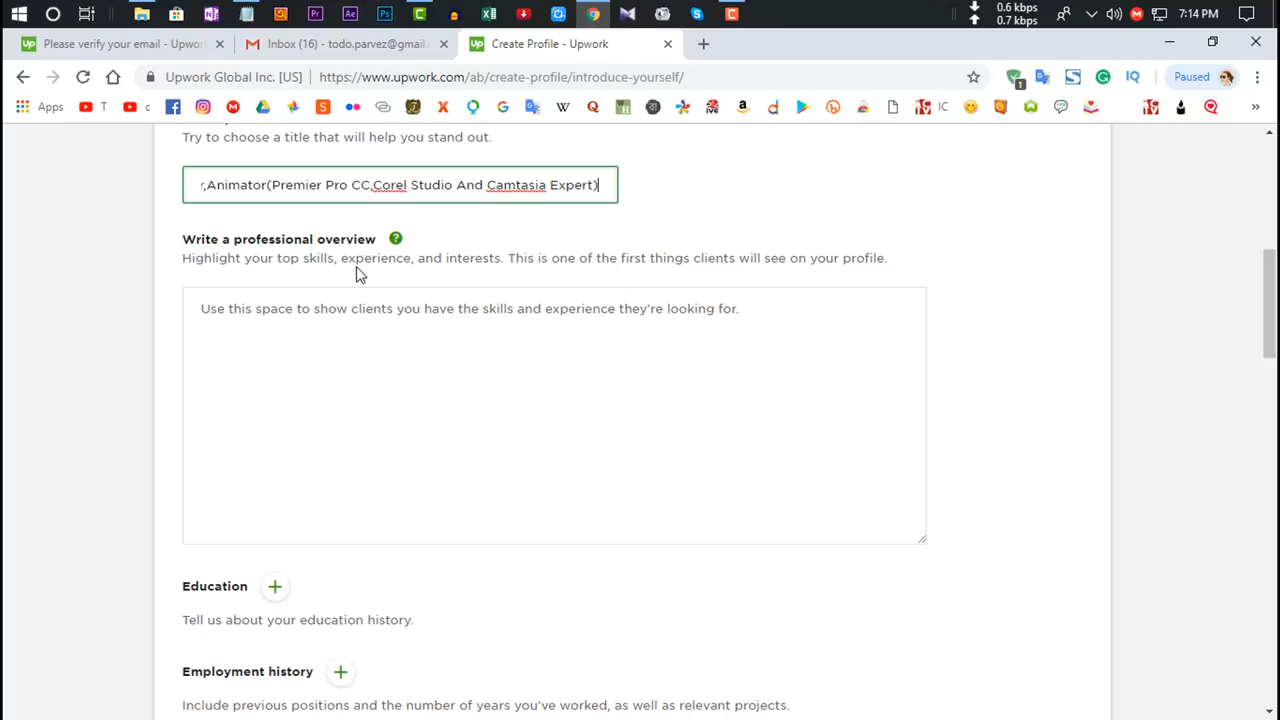 0.6 kbps
0.7 kbps
7:14 PM
Please verify your email - Upwor
Inbox (16) - todo.parvez@gmail.
Create Profile - Upwork
Upwork Global Inc. [US] | https://www.upwork.com/ab/create-profile/introduce-yourself/
Paused
Apps T c IC
Try to choose a title that will help you stand out.
r,Animator(Premier Pro CC,Corel Studio And Camtasia Expert)
Write a professional overview
Highlight your top skills, experience, and interests. This is one of the first things clients will see on your profile.
Use this space to show clients you have the skills and experience they're looking for.
Education
Tell us about your education history.
Employment history
Include previous positions and the number of years you've worked, as well as relevant projects.